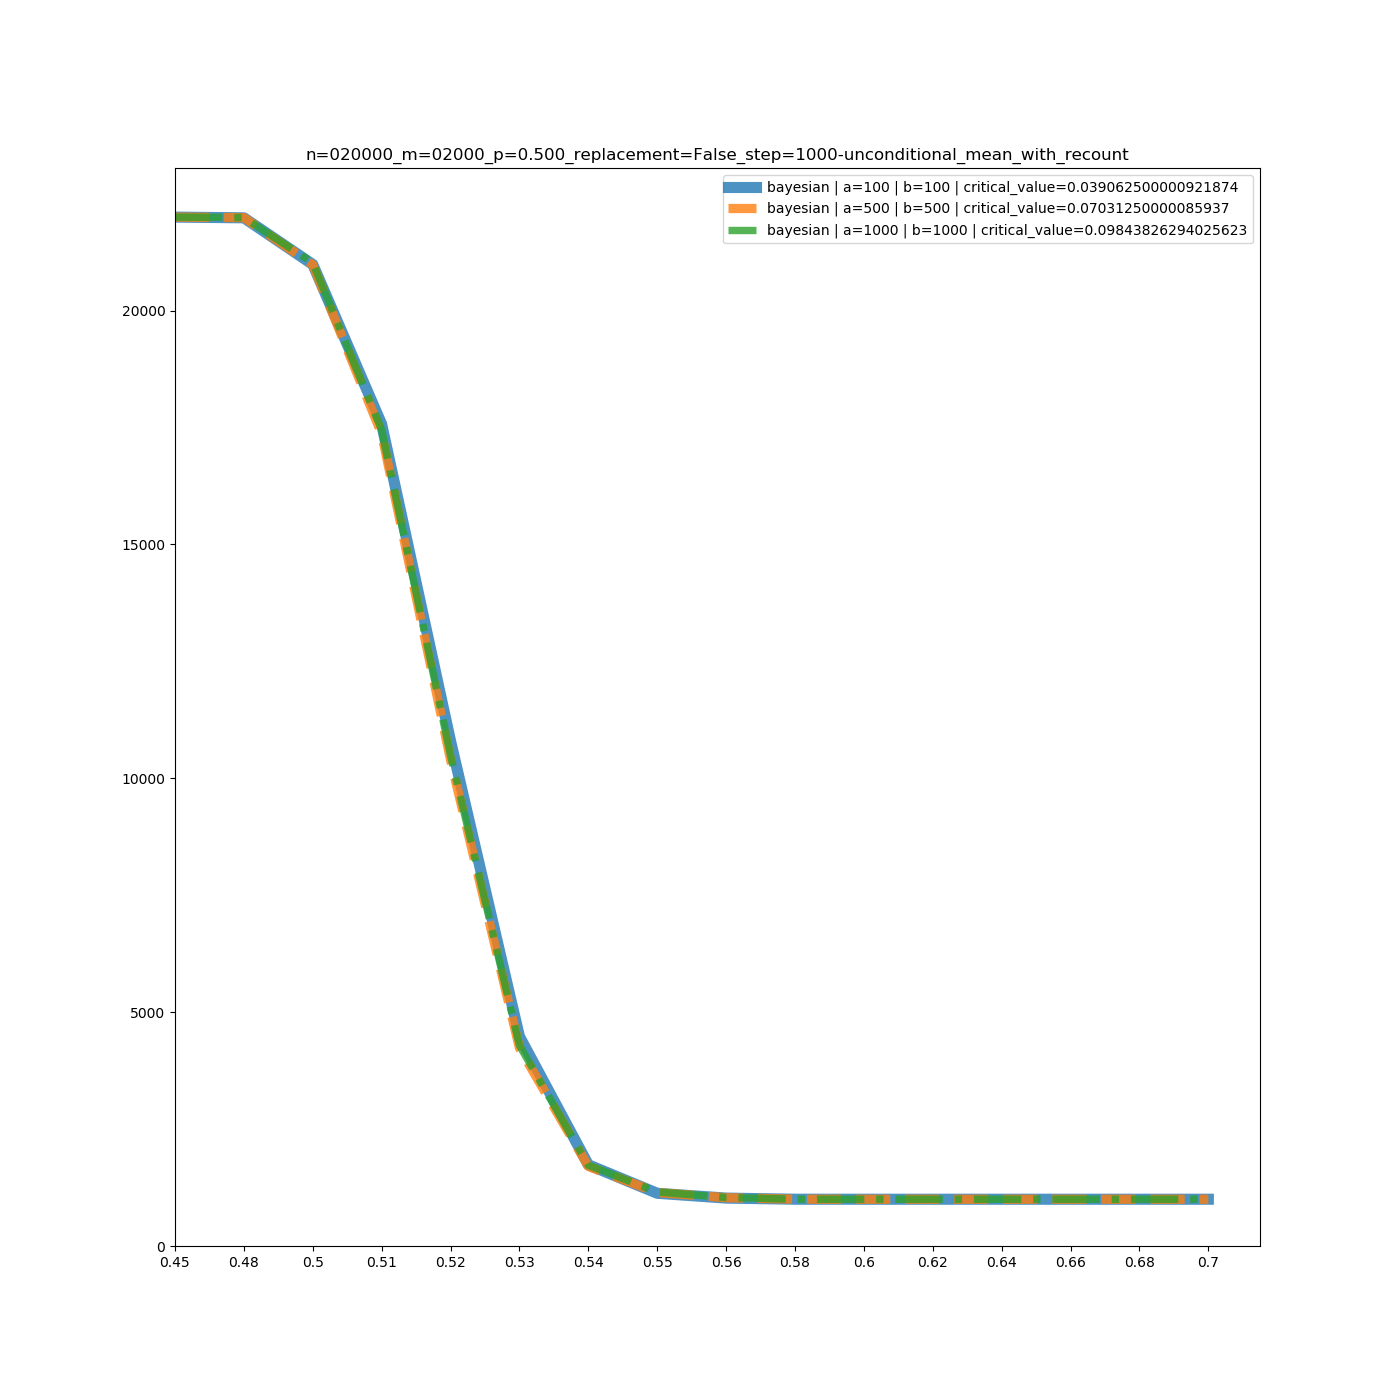 n=020000_m=02000_p=0.500_replacement=False_step=1000-unconditional_mean_with_recount
bayesian | a=100 | b=100 | critical_value=0.039062500000921874
bayesian | a=500 | b=500 | critical_value=0.07031250000085937
bayesian | a=1000 | b=1000 | critical_value=0.09843826294025623
20000
15000
10000
5000
0
0.45 0.48 0.5 0.51 0.52 0.53 0.54 0.55 0.56 0.58 0.6 0.62 0.64 0.66 0.68 0.7